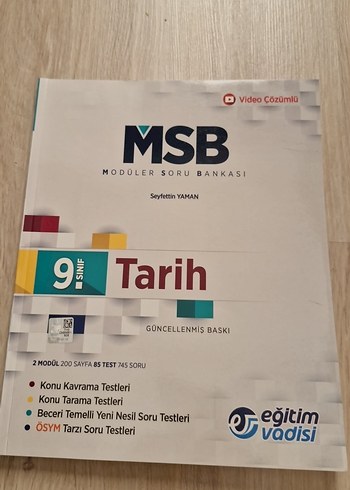 Video Çözümlü
MSB
MODÜLER SORU BANKASI
Seyfettin YAMAN
9. SINIF
Tarih
GÜNCELLENMİŞ BASKI
2 MODÜL 200 SAYFA 85 TEST 745 SORU
Konu Kavrama Testleri
Konu Tarama Testleri
Beceri Temelli Yeni Nesil Soru Testleri
ÖSYM Tarzı Soru Testleri
eğitim
vadisi